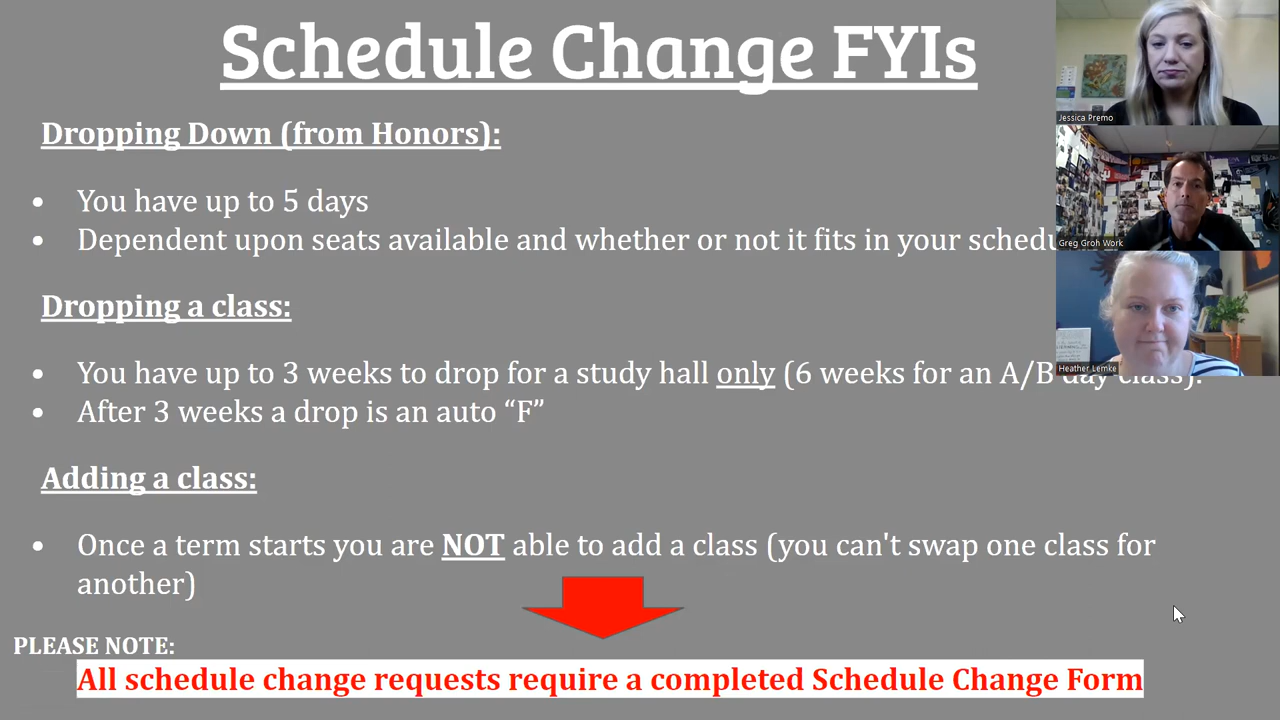 Schedule Change FYIs
Jessica Premo
Dropping Down (from Honors):
• You have up to 5 days
• Dependent upon seats available and whether or not it fits in your
Greg Groh Work
Dropping a class:
• You have up to 3 weeks to drop for a study hall only (6 weeks for an A/B day class).
Heather Lemke
• After 3 weeks a drop is an auto “F”
Adding a class:
• Once a term starts you are NOT able to add a class (you can't swap one class for
another)
PLEASE NOTE:
All schedule change requests require a completed Schedule Change Form